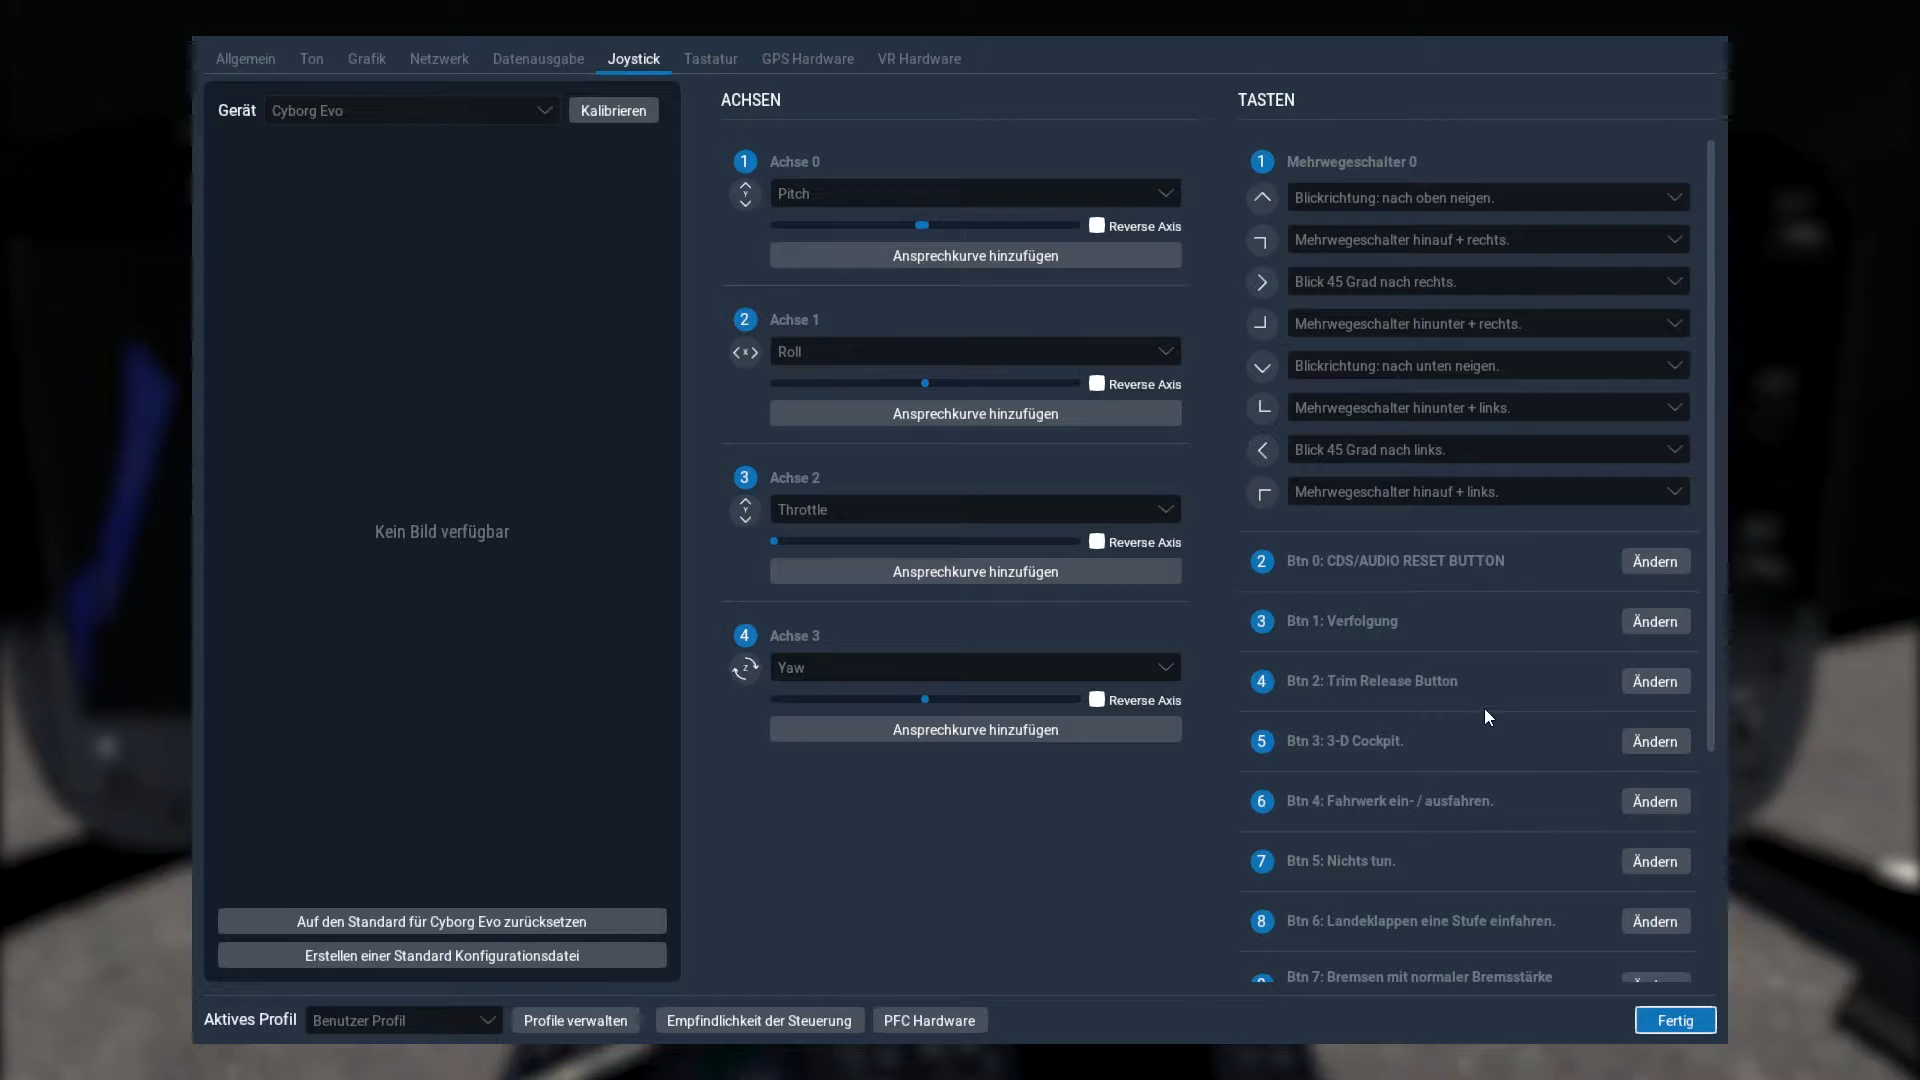 Allgemein Ton Grafik Netzwerk Datenausgabe Joystick Tastatur GPS Hardware VR Hardware
Gerät Cyborg Evo Kalibrieren
Kein Bild verfügbar
Auf den Standard für Cyborg Evo zurücksetzen
Erstellen einer Standard Konfigurationsdatei
ACHSEN
1 Achse 0
Y
Pitch
Reverse Axis
Ansprechkurve hinzufügen
2 Achse 1
X
Roll
Reverse Axis
Ansprechkurve hinzufügen
3 Achse 2
Y
Throttle
Reverse Axis
Ansprechkurve hinzufügen
4 Achse 3
Z
Yaw
Reverse Axis
Ansprechkurve hinzufügen
TASTEN
1 Mehrwegeschalter 0
Blickrichtung: nach oben neigen.
Mehrwegeschalter hinauf + rechts.
Blick 45 Grad nach rechts.
Mehrwegeschalter hinunter + rechts.
Blickrichtung: nach unten neigen.
Mehrwegeschalter hinunter + links.
Blick 45 Grad nach links.
Mehrwegeschalter hinauf + links.
2 Btn 0: CDS/AUDIO RESET BUTTON Ändern
3 Btn 1: Verfolgung Ändern
4 Btn 2: Trim Release Button Ändern
5 Btn 3: 3-D Cockpit. Ändern
6 Btn 4: Fahrwerk ein- / ausfahren. Ändern
7 Btn 5: Nichts tun. Ändern
8 Btn 6: Landeklappen eine Stufe einfahren. Ändern
Btn 7: Bremsen mit normaler Bremsstärke
Aktives Profil Benutzer Profil Profile verwalten Empfindlichkeit der Steuerung PFC Hardware Fertig